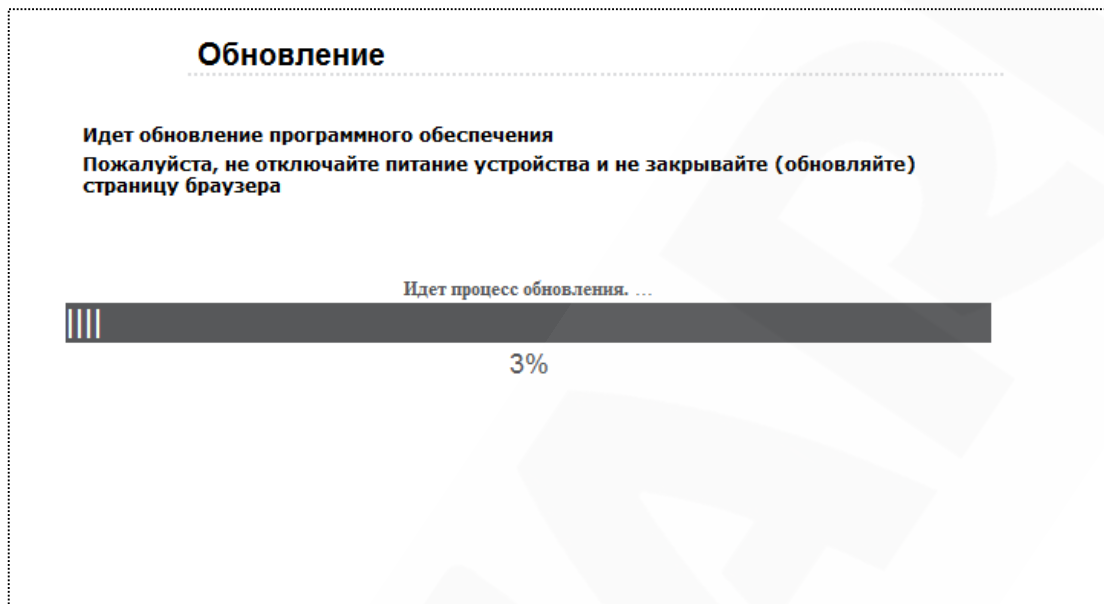 Обновление
Идет обновление программного обеспечения
Пожалуйста, не отключайте питание устройства и не закрывайте (обновляйте)
страницу браузера
Идет процесс обновления. ...
3%